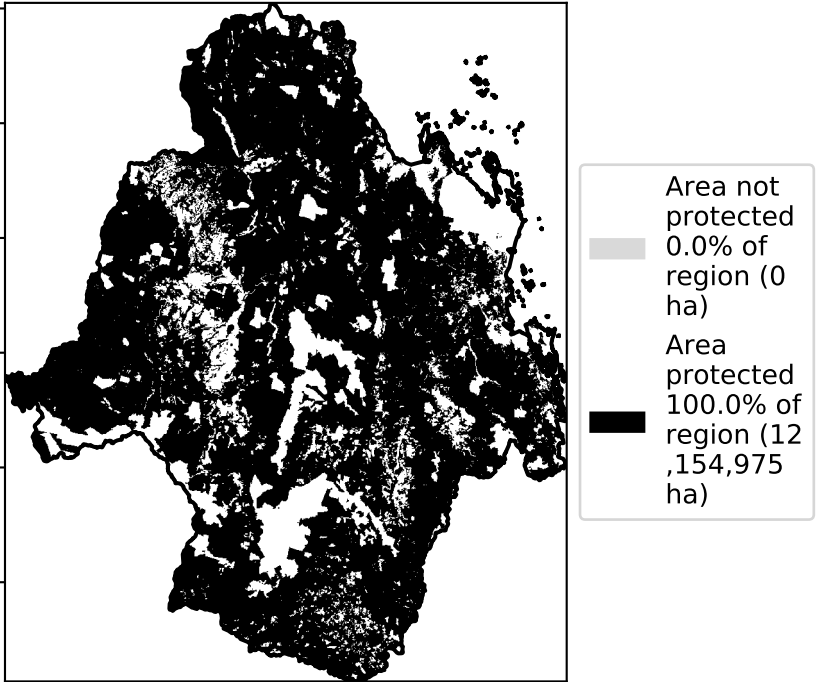 Area not
protected
0.0% of
region (0
ha)
Area
protected
100.0% of
region (12
,154,975
ha)